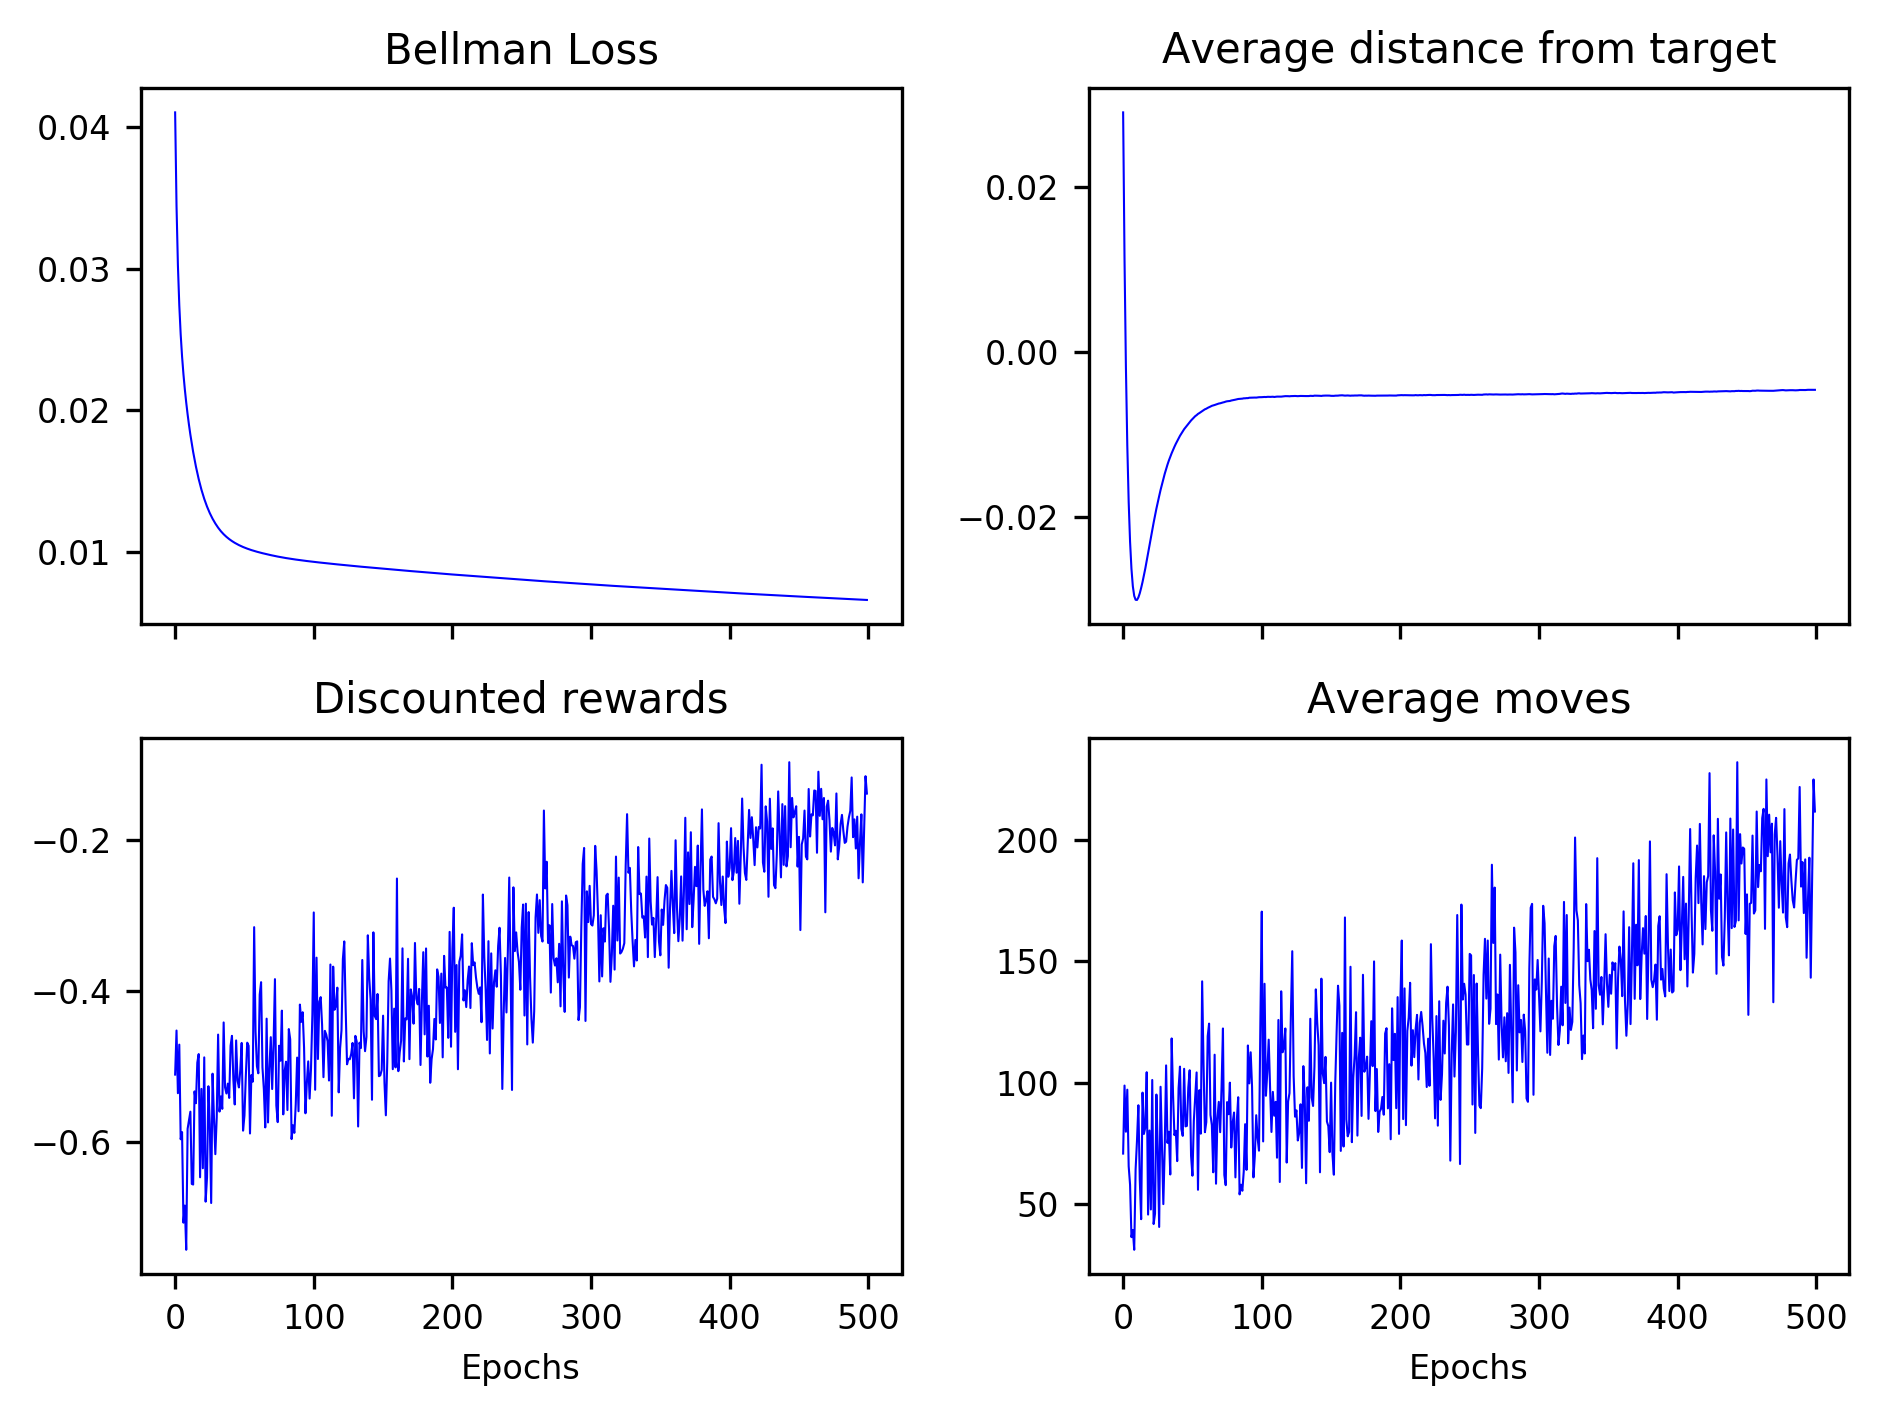 Bellman Loss
0.04
0.03
0.02
0.01
Average distance from target
0.02
0.00
−0.02
Discounted rewards
−0.2
−0.4
−0.6
0 100 200 300 400 500
Epochs
Average moves
200
150
100
50
0 100 200 300 400 500
Epochs